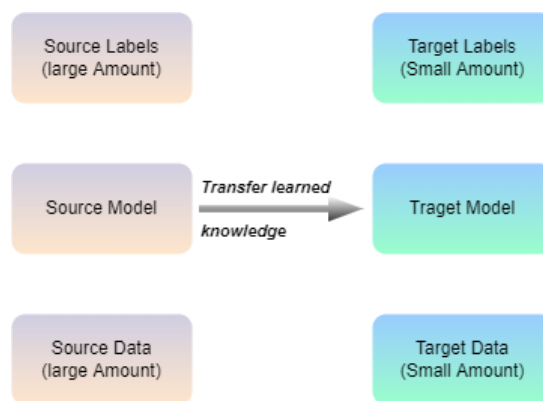 Source Labels
(large Amount)
Target Labels
(Small Amount)
Source Model
Transfer learned
knowledge
Traget Model
Source Data
(large Amount)
Target Data
(Small Amount)